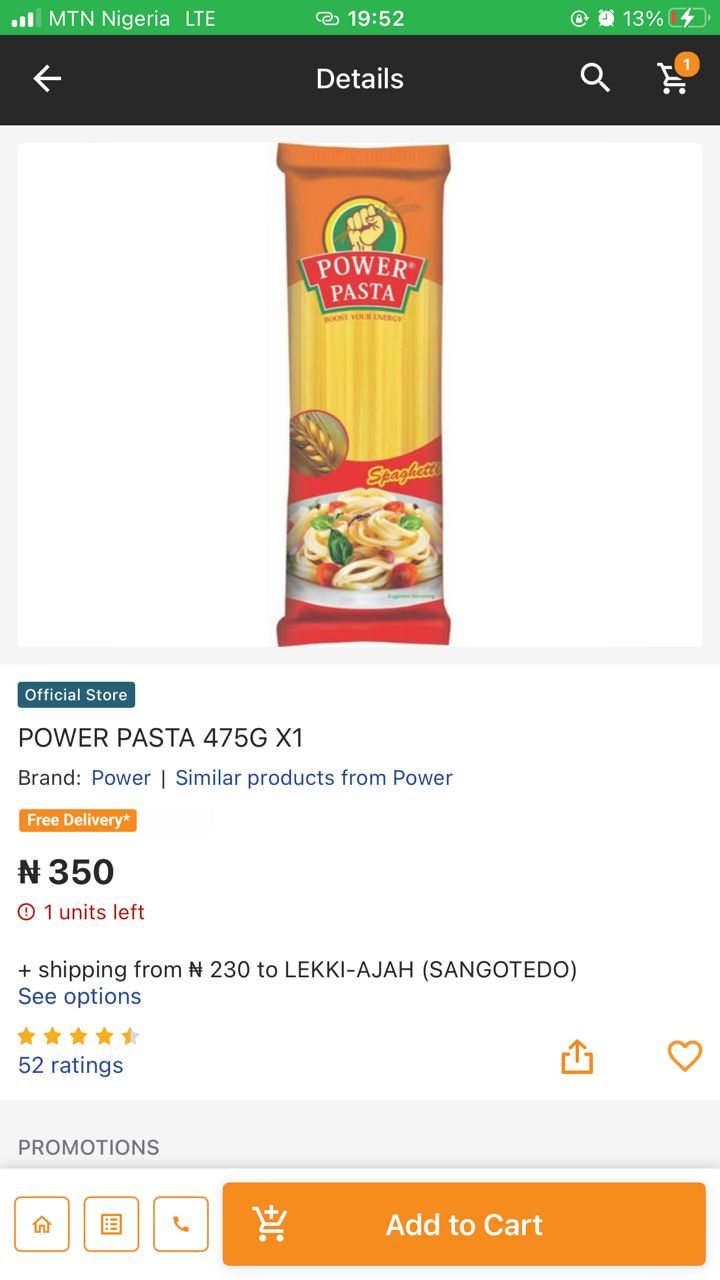 MTN Nigeria LTE 19:52 13%
Details 1
POWER®
PASTA
BOOST YOUR ENERGY
Spaghetti
Official Store
POWER PASTA 475G X1
Brand: Power | Similar products from Power
Free Delivery*
₦ 350
1 units left
+ shipping from ₦ 230 to LEKKI-AJAH (SANGOTEDO)
See options
52 ratings
PROMOTIONS
Add to Cart